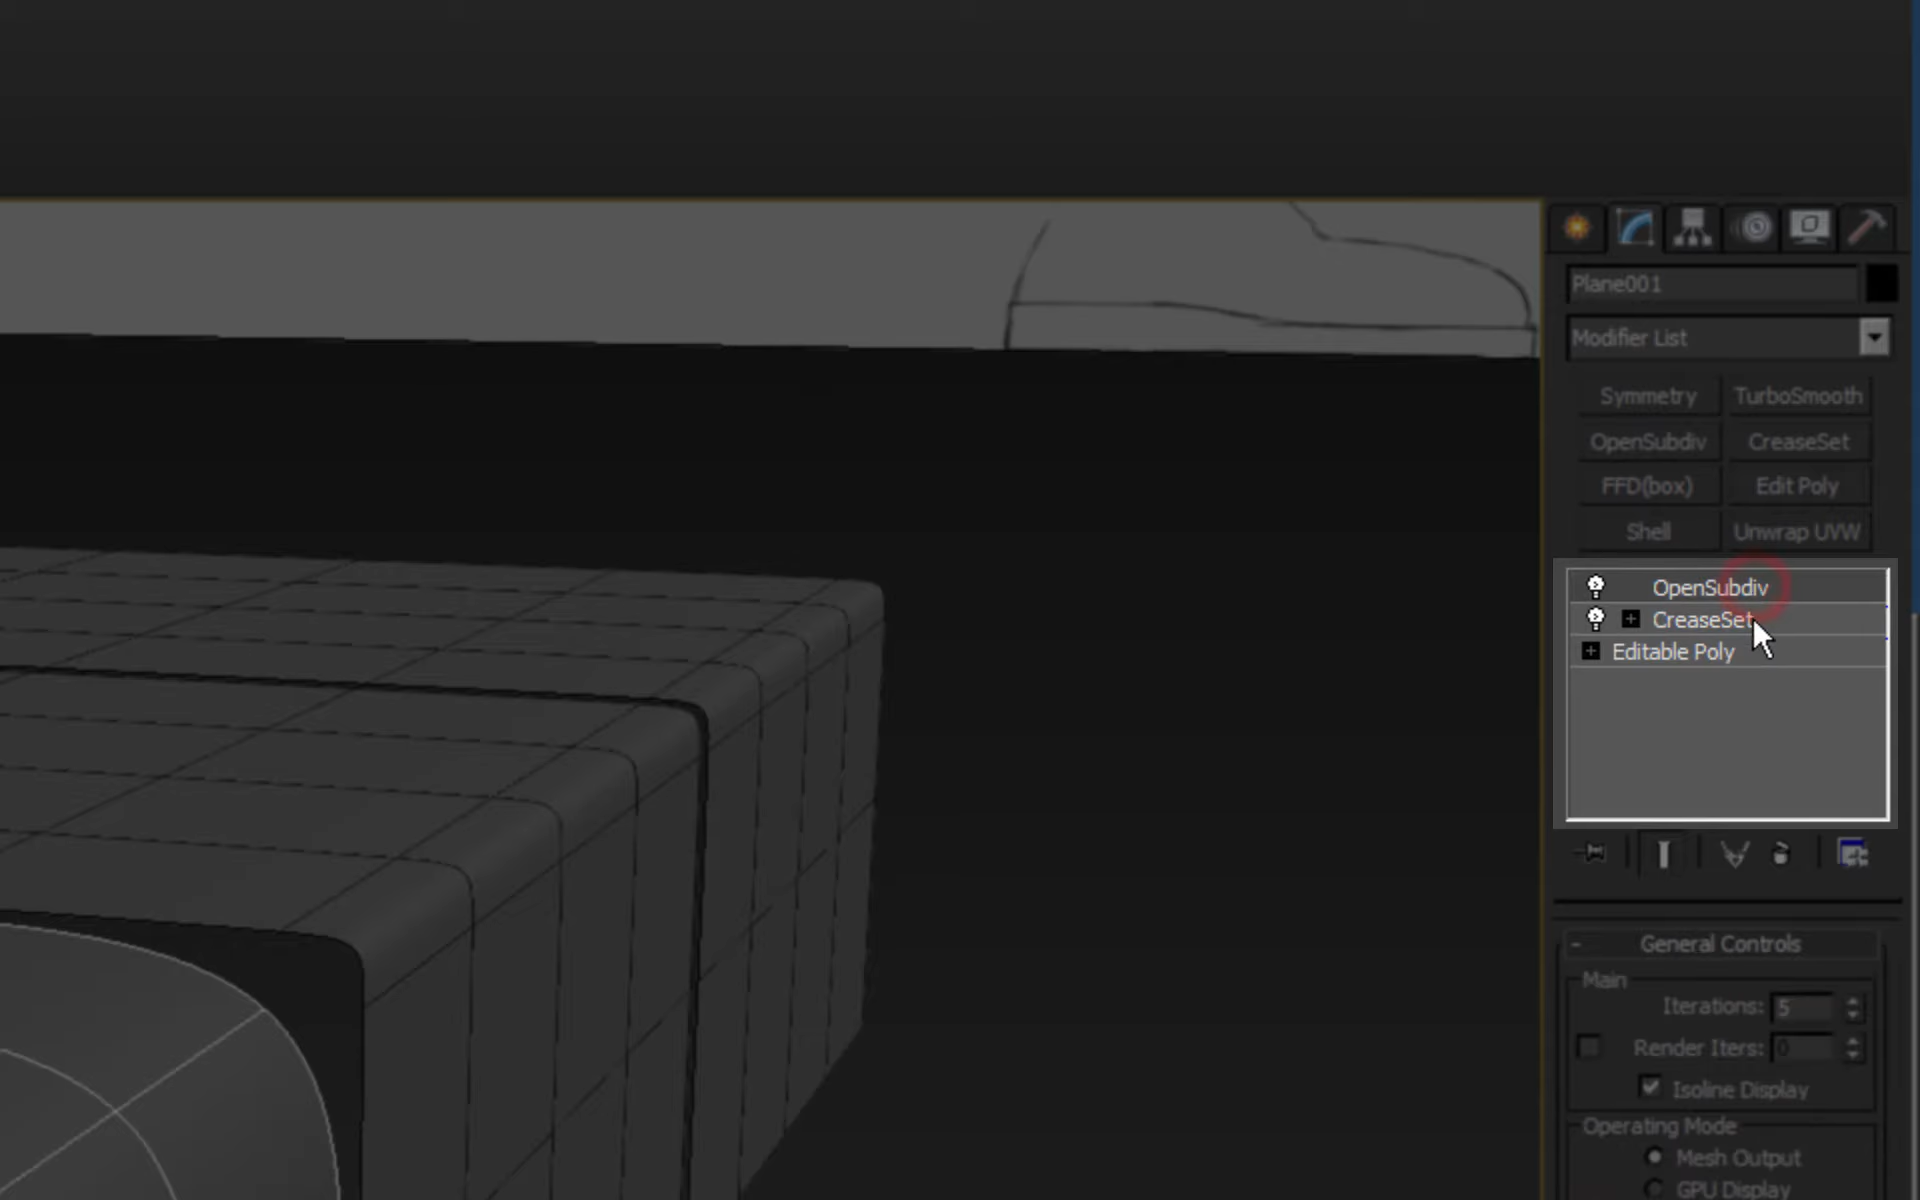 Plane001
Modifier List
Symmetry TurboSmooth
OpenSubdiv CreaseSet
FFD(box) Edit Poly
Shell Unwrap UVW
OpenSubdiv
CreaseSet
Editable Poly
General Controls
Main
Iterations: 5
Render Iters: 0
Isoline Display
Operating Mode
Mesh Output
GPU Display